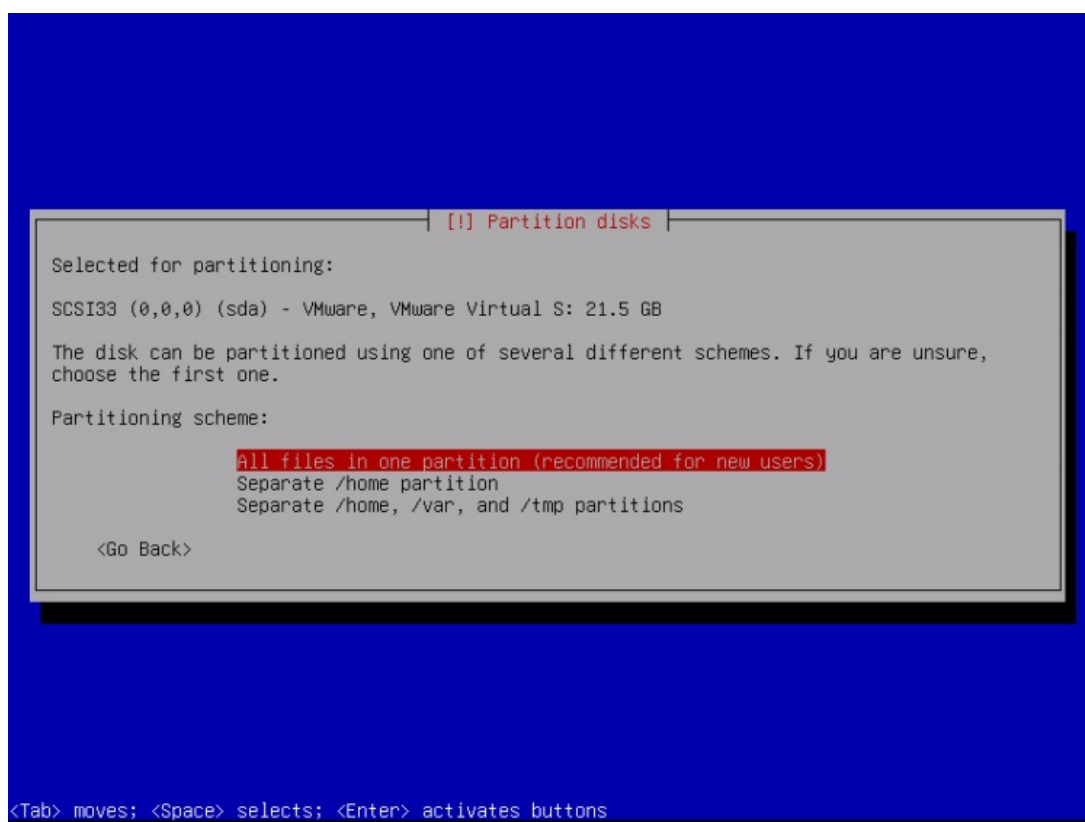 [!] Partition disks
Selected for partitioning:
SCSI33 (0,0,0) (sda) - VMware, VMware Virtual S: 21.5 GB
The disk can be partitioned using one of several different schemes. If you are unsure,
choose the first one.
Partitioning scheme:
All files in one partition (recommended for new users)
Separate /home partition
Separate /home, /var, and /tmp partitions
<Go Back>
<Tab> moves; <Space> selects; <Enter> activates buttons